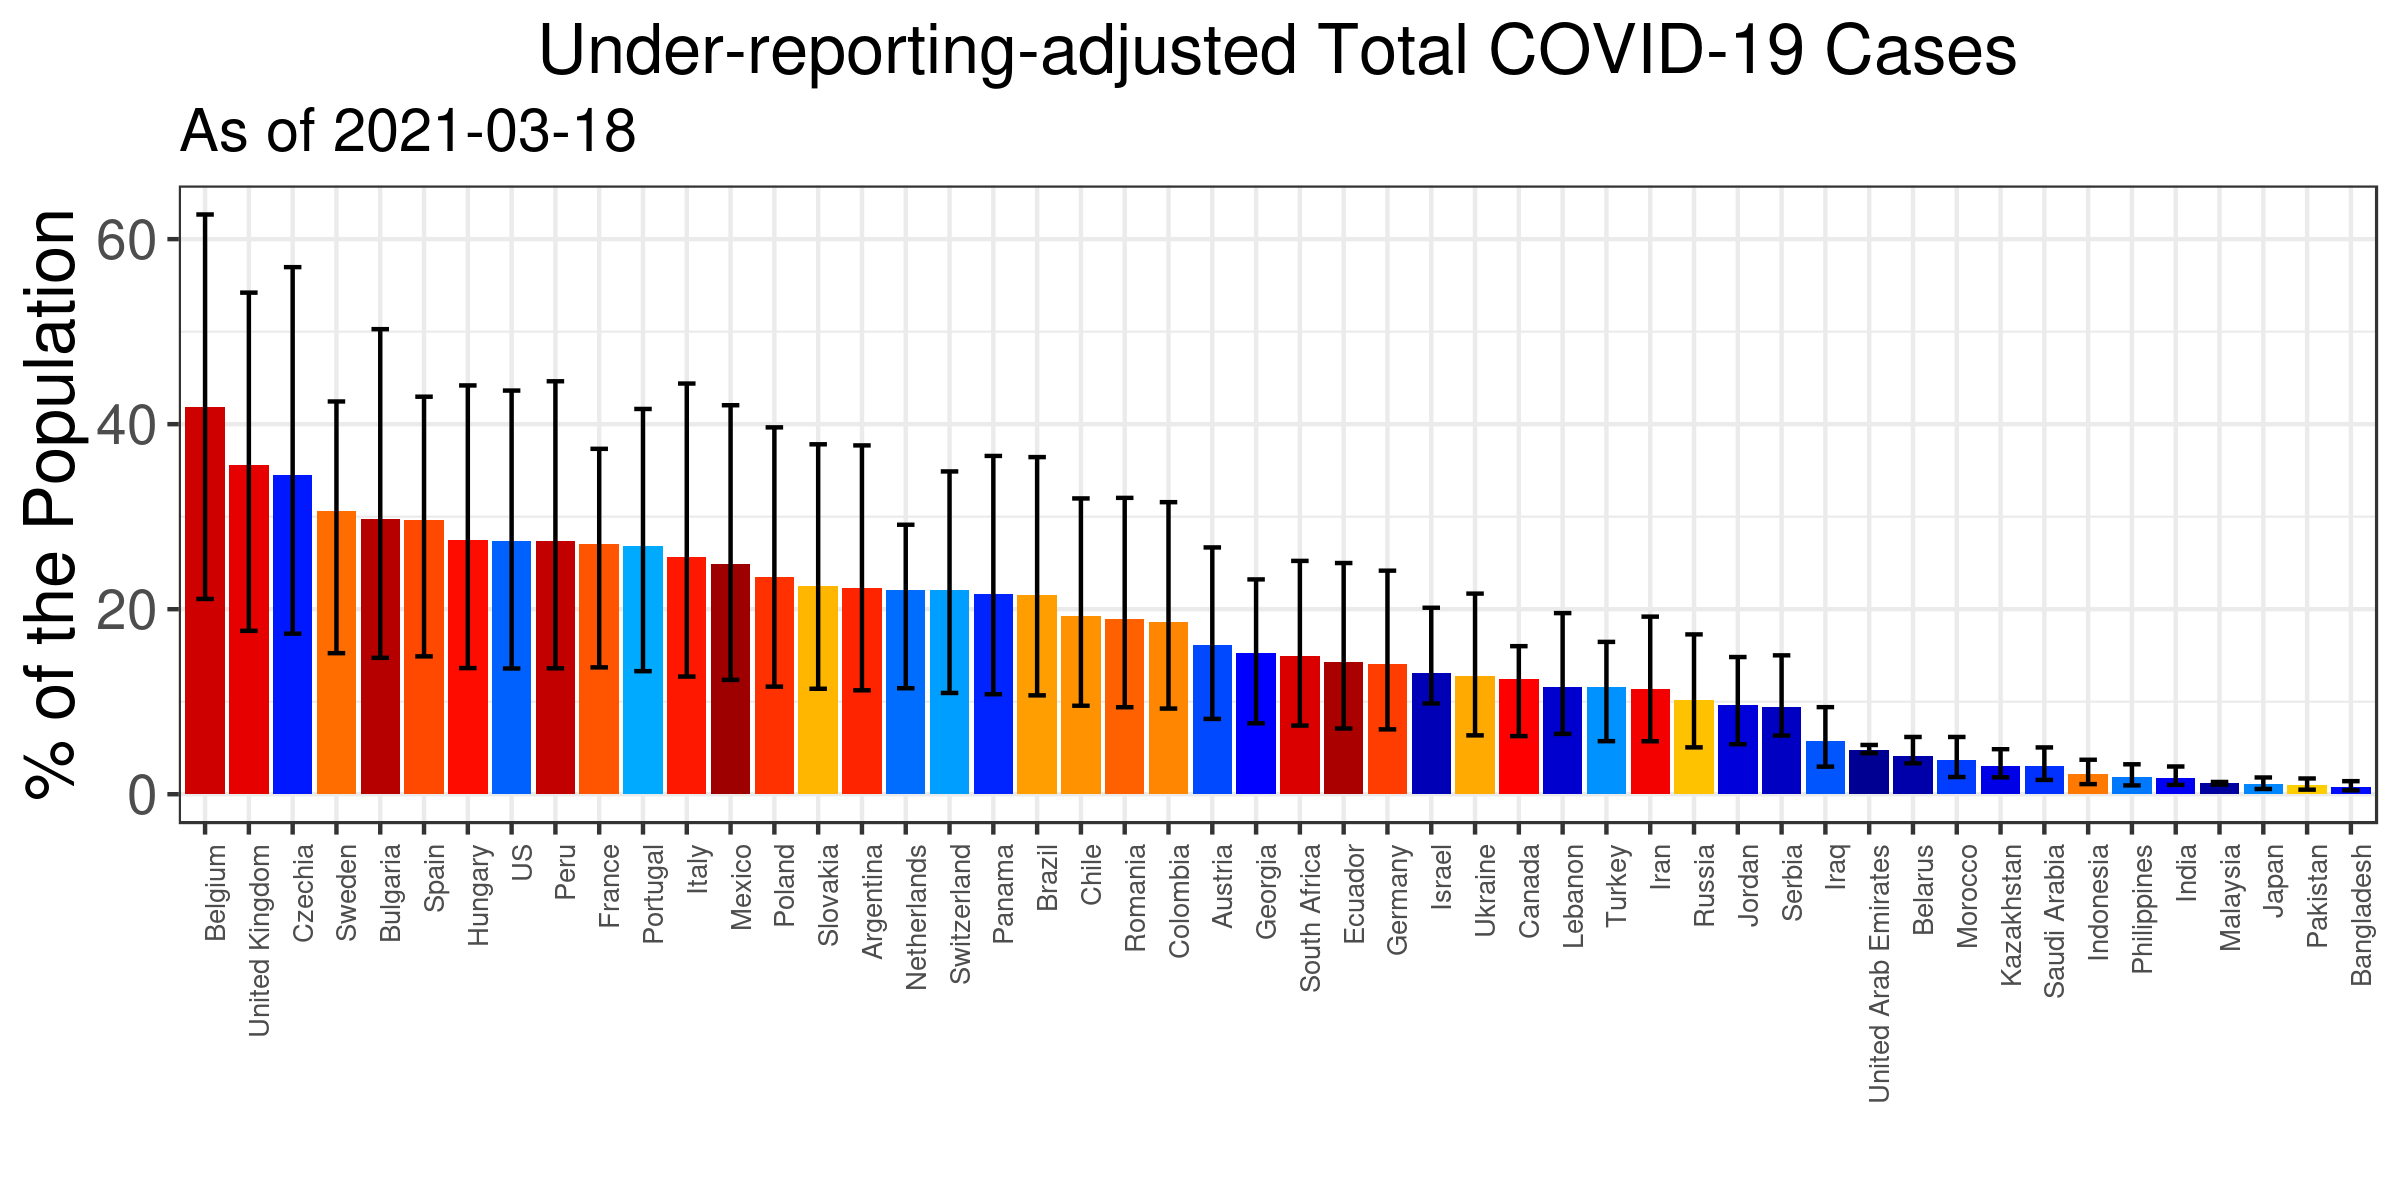 Under-reporting-adjusted Total COVID-19 Cases
As of 2021-03-18
% of the Population
60
40
20
0
Belgium
United Kingdom
Czechia
Sweden
Bulgaria
Spain
Hungary
US
Peru
France
Portugal
Italy
Mexico
Poland
Slovakia
Argentina
Netherlands
Switzerland
Panama
Brazil
Chile
Romania
Colombia
Austria
Georgia
South Africa
Ecuador
Germany
Israel
Ukraine
Canada
Lebanon
Turkey
Iran
Russia
Jordan
Serbia
Iraq
United Arab Emirates
Belarus
Morocco
Kazakhstan
Saudi Arabia
Indonesia
Philippines
India
Malaysia
Japan
Pakistan
Bangladesh